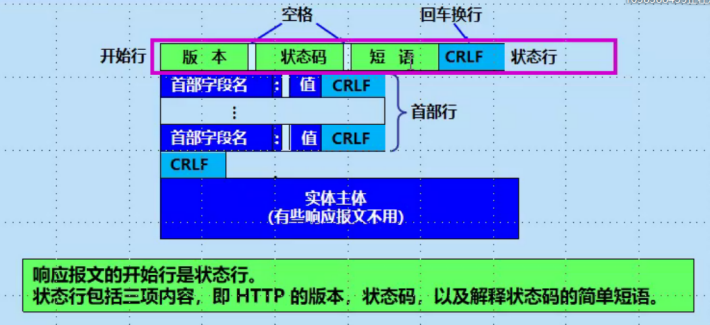 空格
回车换行
开始行 版 本 状态码 短 语 CRLF 状态行
首部字段名 : 值 CRLF
⋮
首部行
首部字段名 : 值 CRLF
CRLF
实体主体
(有些响应报文不用)
响应报文的开始行是状态行。
状态行包括三项内容，即 HTTP 的版本，状态码，以及解释状态码的简单短语。